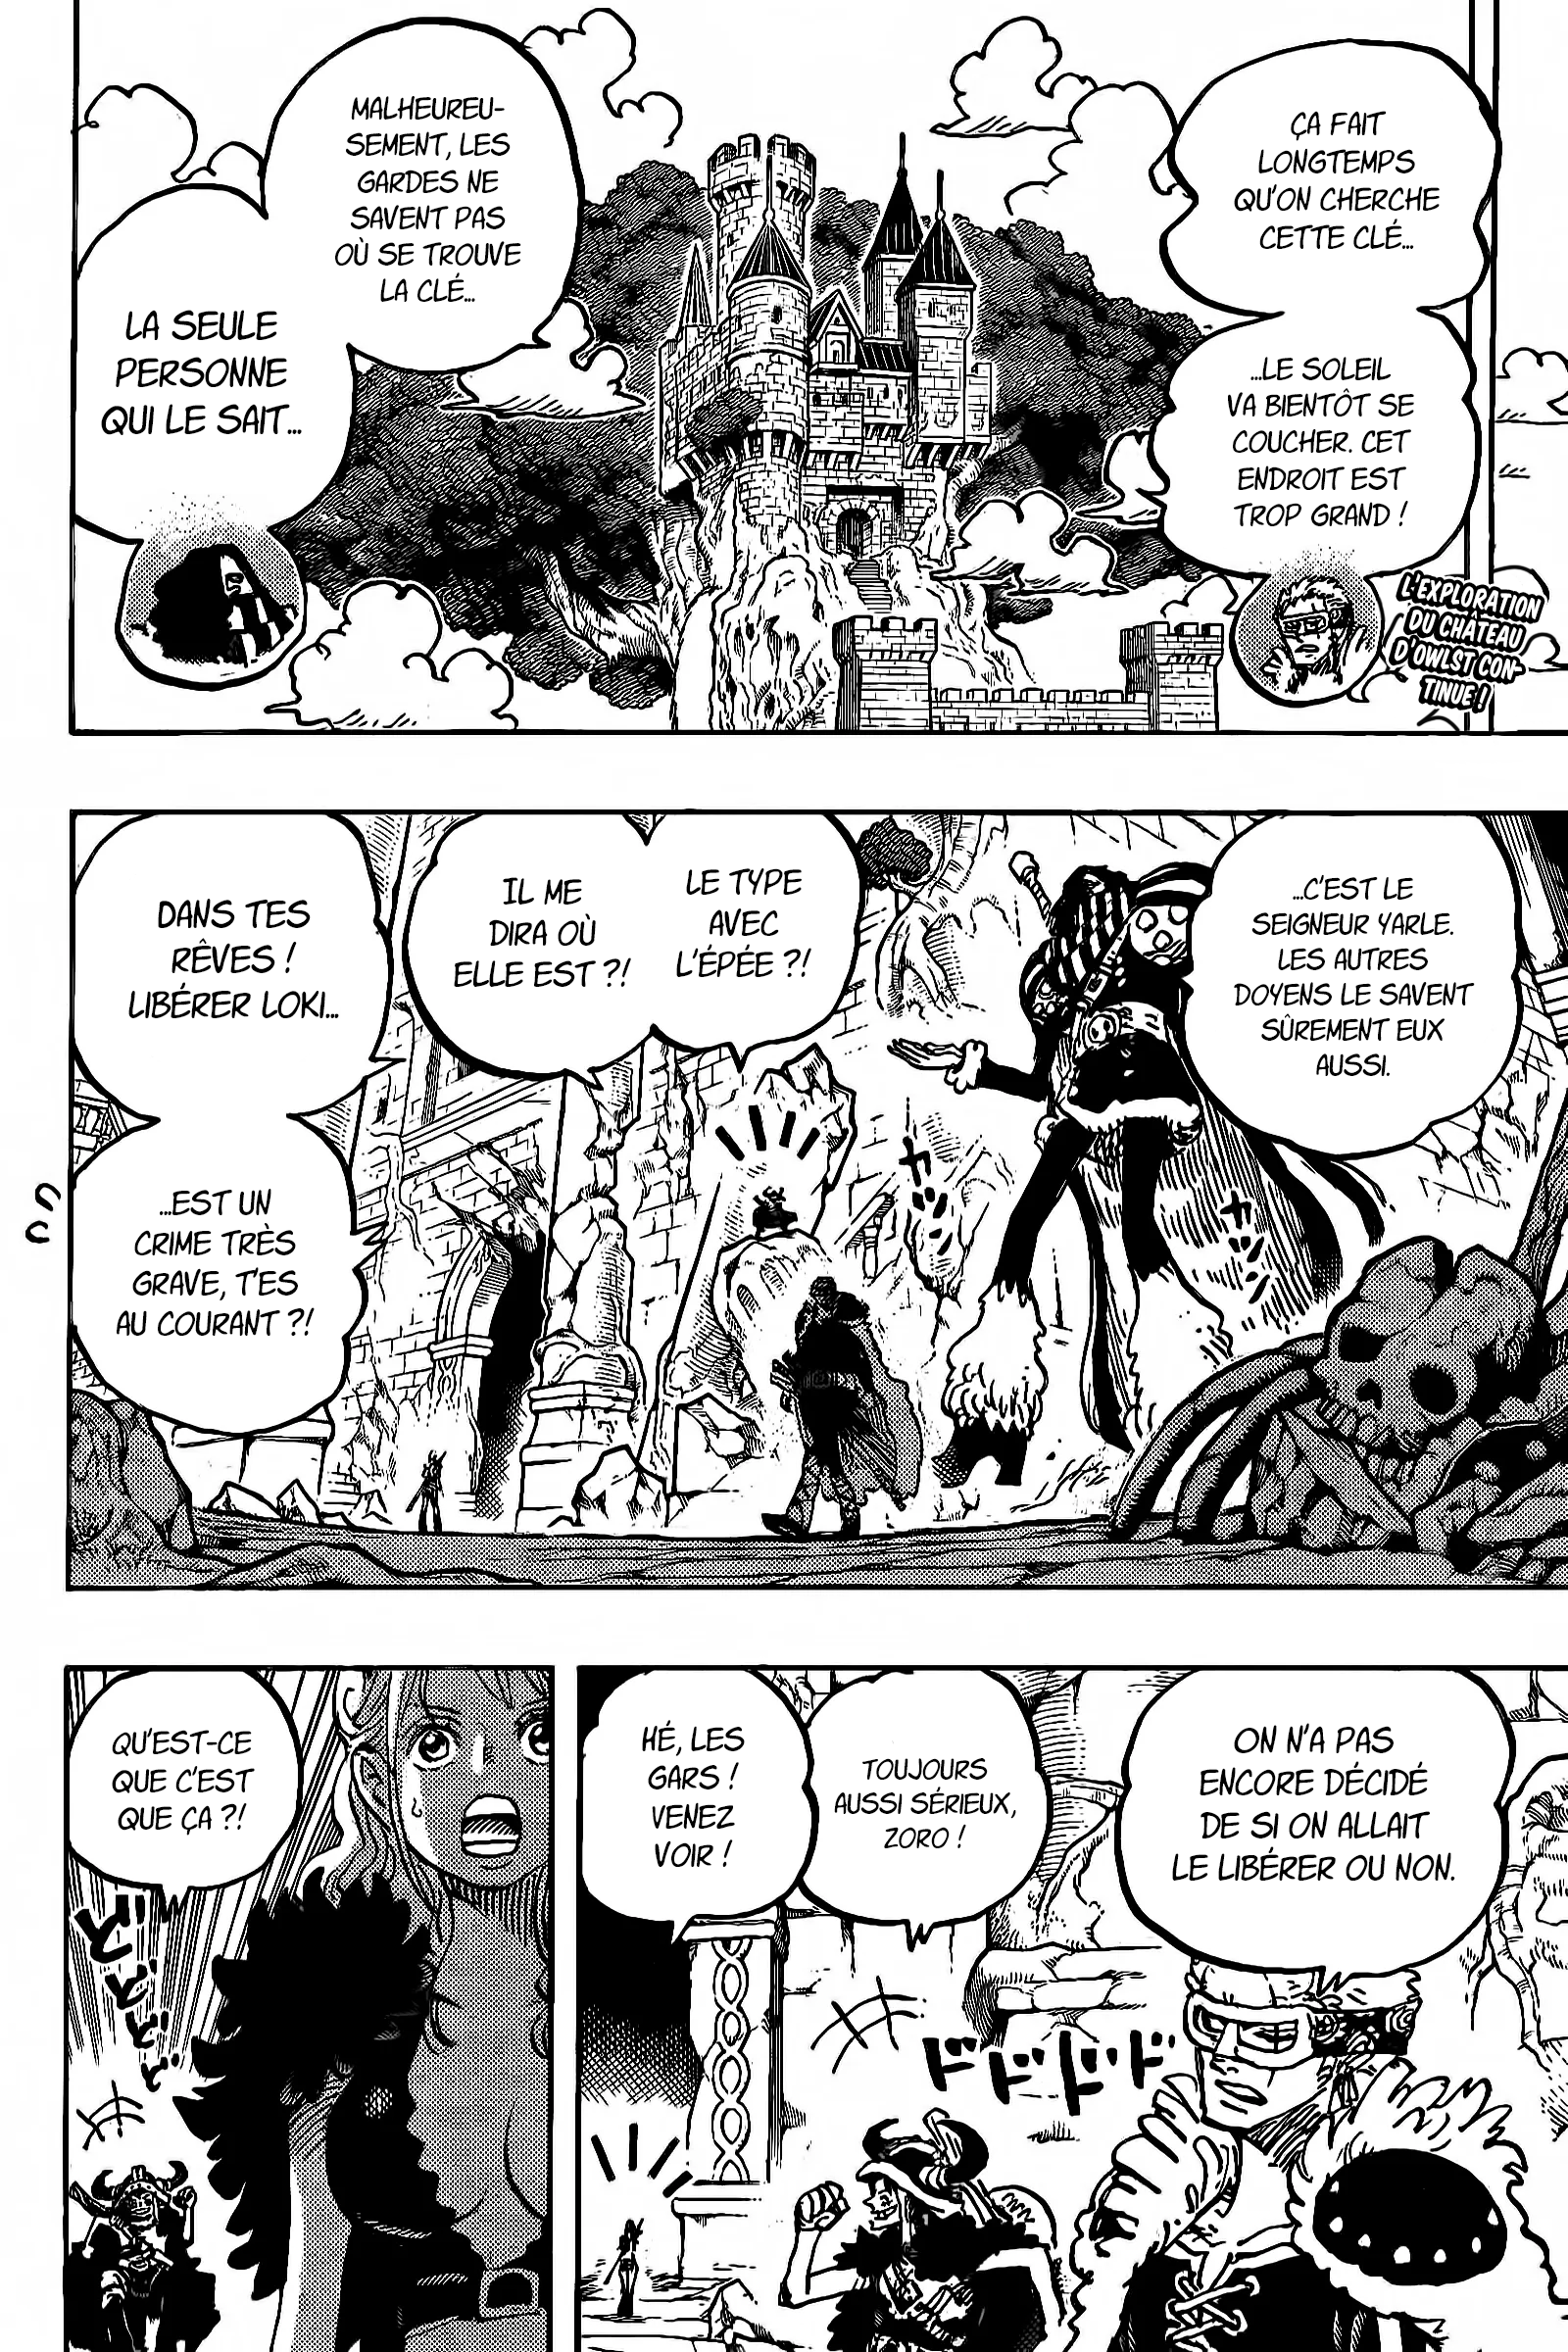 ÇA FAIT
LONGTEMPS
QU'ON CHERCHE
CETTE CLÉ...
...LE SOLEIL
VA BIENTÔT SE
COUCHER. CET
ENDROIT EST
TROP GRAND !
L'EXPLORATION
DU CHÂTEAU
D'OWLST CON-
TINUE !
MALHEUREU-
SEMENT, LES
GARDES NE
SAVENT PAS
OÙ SE TROUVE
LA CLÉ...
LA SEULE
PERSONNE
QUI LE SAIT...
...C'EST LE
SEIGNEUR YARLE.
LES AUTRES
DOYENS LE SAVENT
SÛREMENT EUX
AUSSI.
LE TYPE
AVEC
L'ÉPÉE ?!
IL ME
DIRA OÙ
ELLE EST ?!
DANS TES
RÊVES !
LIBÉRER LOKI...
...EST UN
CRIME TRÈS
GRAVE, T'ES
AU COURANT ?!
ON N'A PAS
ENCORE DÉCIDÉ
DE SI ON ALLAIT
LE LIBÉRER OU NON.
TOUJOURS
AUSSI SÉRIEUX,
ZORO !
HÉ, LES
GARS !
VENEZ
VOIR !
ドドドド
QU'EST-CE
QUE C'EST
QUE ÇA ?!
どどどど